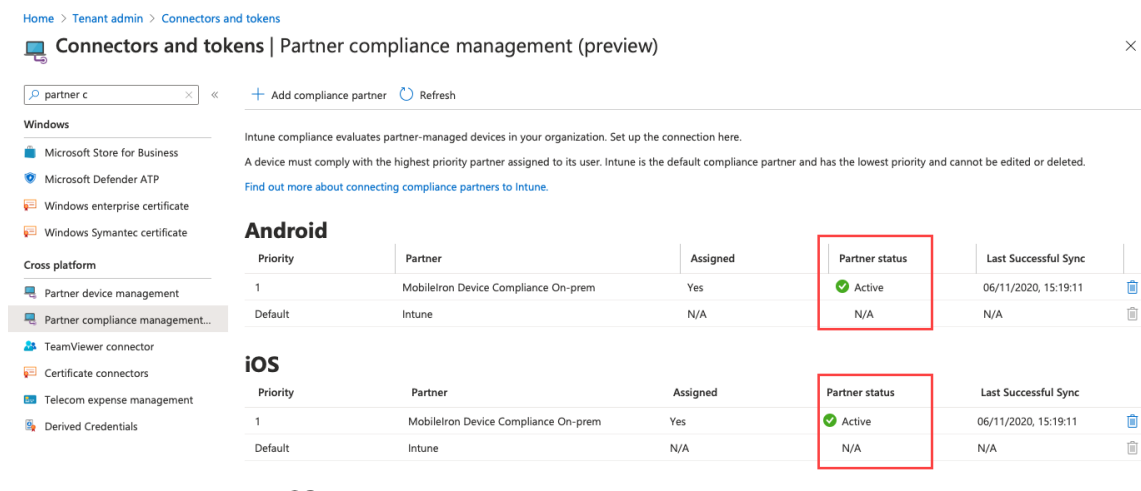 Home > Tenant admin > Connectors and tokens
Connectors and tokens | Partner compliance management (preview)
partner c
Windows
Microsoft Store for Business
Microsoft Defender ATP
Windows enterprise certificate
Windows Symantec certificate
Cross platform
Partner device management
Partner compliance management...
TeamViewer connector
Certificate connectors
Telecom expense management
Derived Credentials
Add compliance partner Refresh
Intune compliance evaluates partner-managed devices in your organization. Set up the connection here.
A device must comply with the highest priority partner assigned to its user. Intune is the default compliance partner and has the lowest priority and cannot be edited or deleted.
Find out more about connecting compliance partners to Intune.
Android
Priority Partner Assigned Partner status Last Successful Sync
1 MobileIron Device Compliance On-prem Yes Active 06/11/2020, 15:19:11
Default Intune N/A N/A N/A
iOS
Priority Partner Assigned Partner status Last Successful Sync
1 MobileIron Device Compliance On-prem Yes Active 06/11/2020, 15:19:11
Default Intune N/A N/A N/A